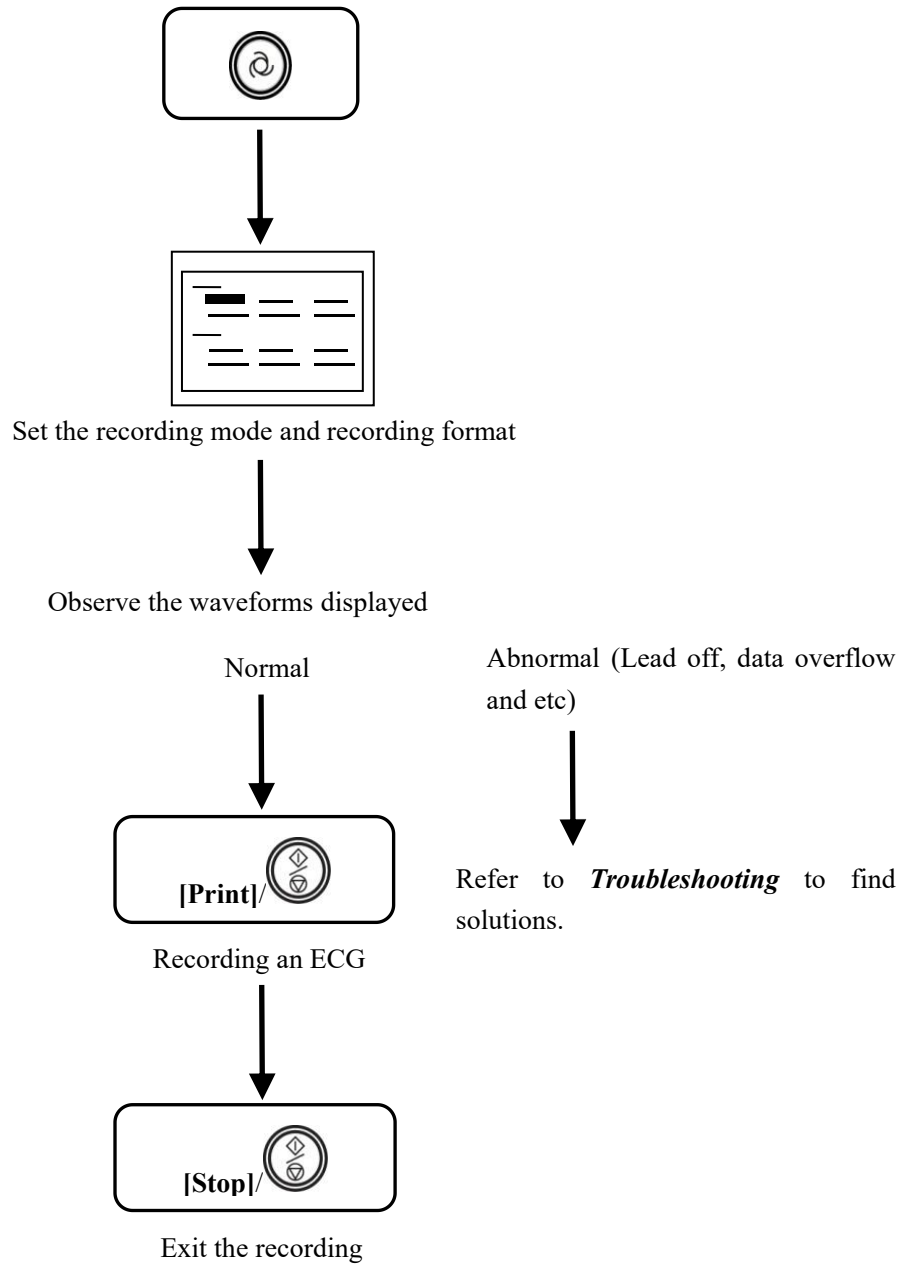 Set the recording mode and recording format
Observe the waveforms displayed
Normal
Abnormal (Lead off, data overflow
and etc)
[Print]/
Refer to Troubleshooting to find
solutions.
Recording an ECG
[Stop]/
Exit the recording